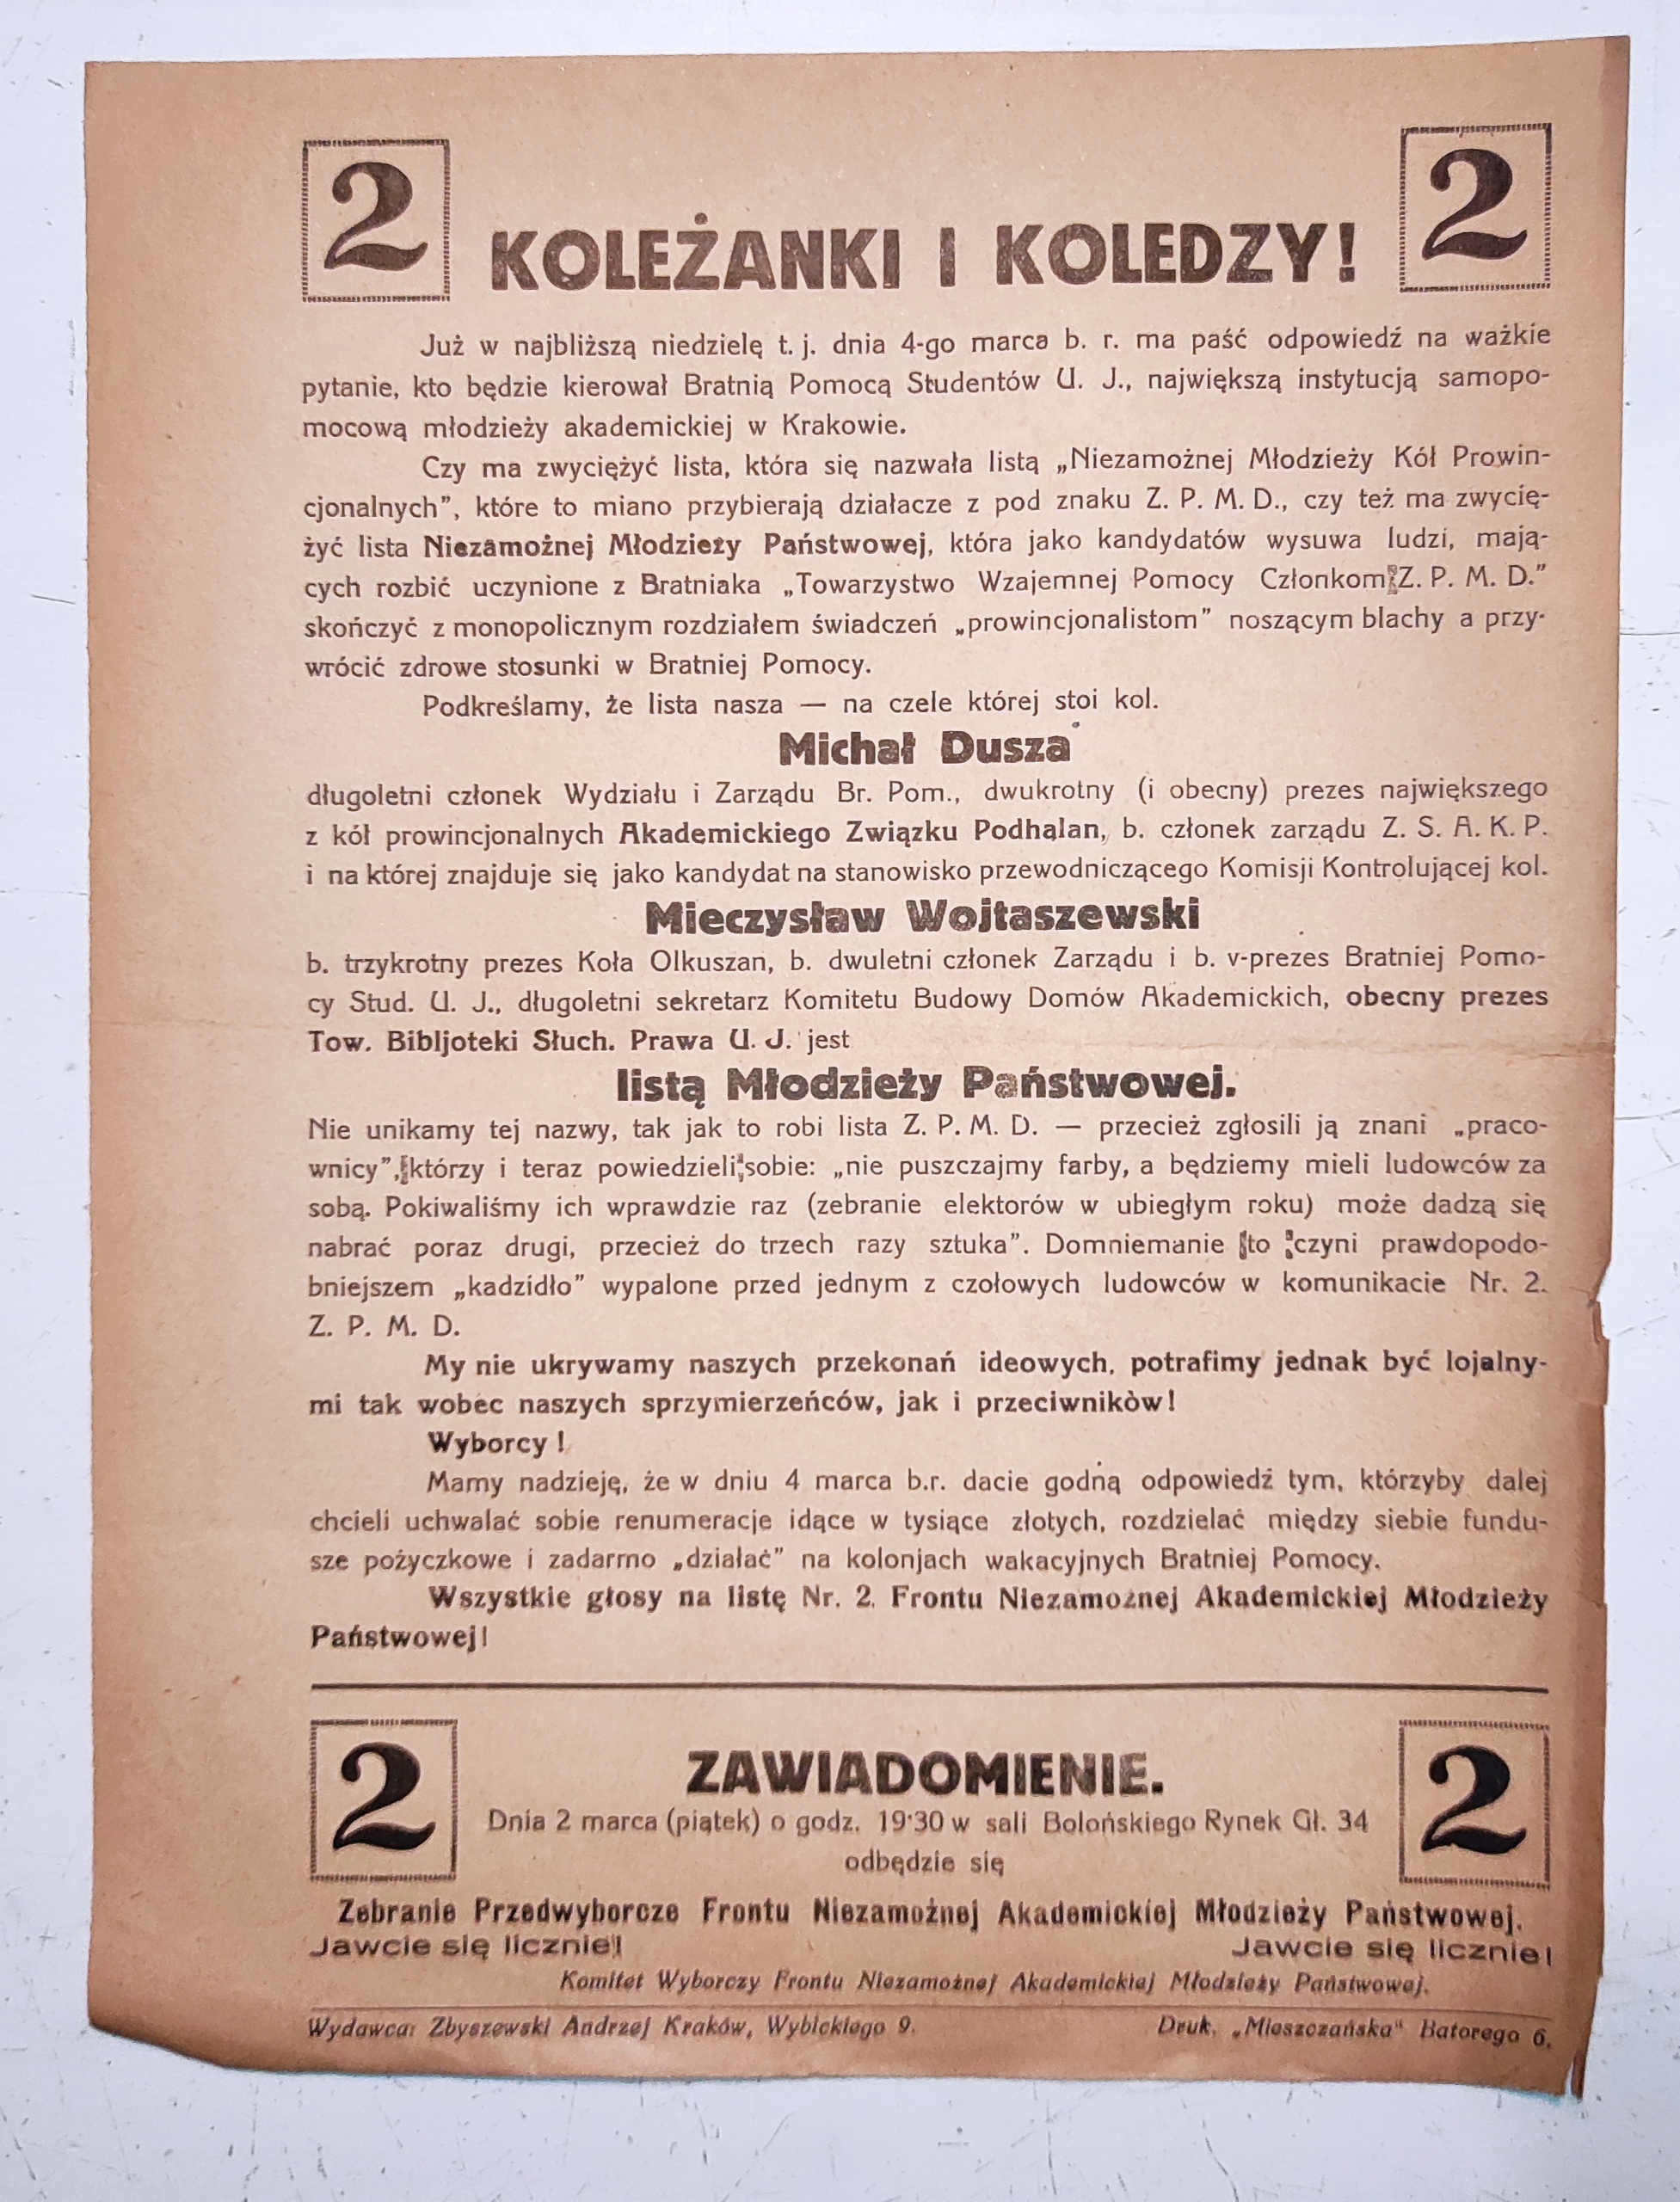 2 2
KOLEŻANKI I KOLEDZY!
Już w najbliższą niedzielę t. j. dnia 4-go marca b. r. ma paść odpowiedź na ważkie
pytanie, kto będzie kierował Bratnią Pomocą Studentów U. J., największą instytucją samopo-
mocową młodzieży akademickiej w Krakowie.
Czy ma zwyciężyć lista, która się nazwała listą „Niezamożnej Młodzieży Kół Prowin-
cjonalnych”, które to miano przybierają działacze z pod znaku Z. P. M. D., czy też ma zwycię-
żyć lista Niezamożnej Młodzieży Państwowej, która jako kandydatów wysuwa ludzi, mają-
cych rozbić uczynione z Bratniaka „Towarzystwo Wzajemnej Pomocy Członkom Z. P. M. D.”
skończyć z monopolicznym rozdziałem świadczeń „prowincjonalistom” noszącym blachy a przy-
wrócić zdrowe stosunki w Bratniej Pomocy.
Podkreślamy, że lista nasza — na czele której stoi kol.
Michał Dusza
długoletni członek Wydziału i Zarządu Br. Pom., dwukrotny (i obecny) prezes największego
z kół prowincjonalnych Akademickiego Związku Podhalan, b. członek zarządu Z. S. A. K. P.
i na której znajduje się jako kandydat na stanowisko przewodniczącego Komisji Kontrolującej kol.
Mieczysław Wojtaszewski
b. trzykrotny prezes Koła Olkuszan, b. dwuletni członek Zarządu i b. v-prezes Bratniej Pomo-
cy Stud. U. J., długoletni sekretarz Komitetu Budowy Domów Akademickich, obecny prezes
Tow. Bibljoteki Słuch. Prawa U. J. jest
listą Młodzieży Państwowej.
Nie unikamy tej nazwy, tak jak to robi lista Z. P. M. D. — przecież zgłosili ją znani „praco-
wnicy”, którzy i teraz powiedzieli sobie: „nie puszczajmy farby, a będziemy mieli ludowców za
sobą. Pokiwaliśmy ich wprawdzie raz (zebranie elektorów w ubiegłym roku) może dadzą się
nabrać poraz drugi, przecież do trzech razy sztuka”. Domniemanie to czyni prawdopodo-
bniejszem „kadzidło” wypalone przed jednym z czołowych ludowców w komunikacie Nr. 2.
Z. P. M. D.
My nie ukrywamy naszych przekonań ideowych, potrafimy jednak być lojalny-
mi tak wobec naszych sprzymierzeńców, jak i przeciwników!
Wyborcy !
Mamy nadzieję, że w dniu 4 marca b.r. dacie godną odpowiedź tym, którzyby dalej
chcieli uchwalać sobie renumeracje idące w tysiące złotych, rozdzielać między siebie fundu-
sze pożyczkowe i zadarmo „działać” na kolonjach wakacyjnych Bratniej Pomocy.
Wszystkie głosy na listę Nr. 2. Frontu Niezamożnej Akademickiej Młodzieży
Państwowej!
2 2
ZAWIADOMIENIE.
Dnia 2 marca (piątek) o godz. 19·30 w sali Bolońskiego Rynek Gł. 34
odbędzie się
Zebranie Przedwyborcze Frontu Niezamożnej Akademickiej Młodzieży Państwowej.
Jawcie się licznie! Jawcie się licznie!
Komitet Wyborczy Frontu Niezamożnej Akademickiej Młodzieży Państwowej.
Wydawca: Zbyszewski Andrzej Kraków, Wybickiego 9. Druk. „Mieszczańska“ Batorego 6.